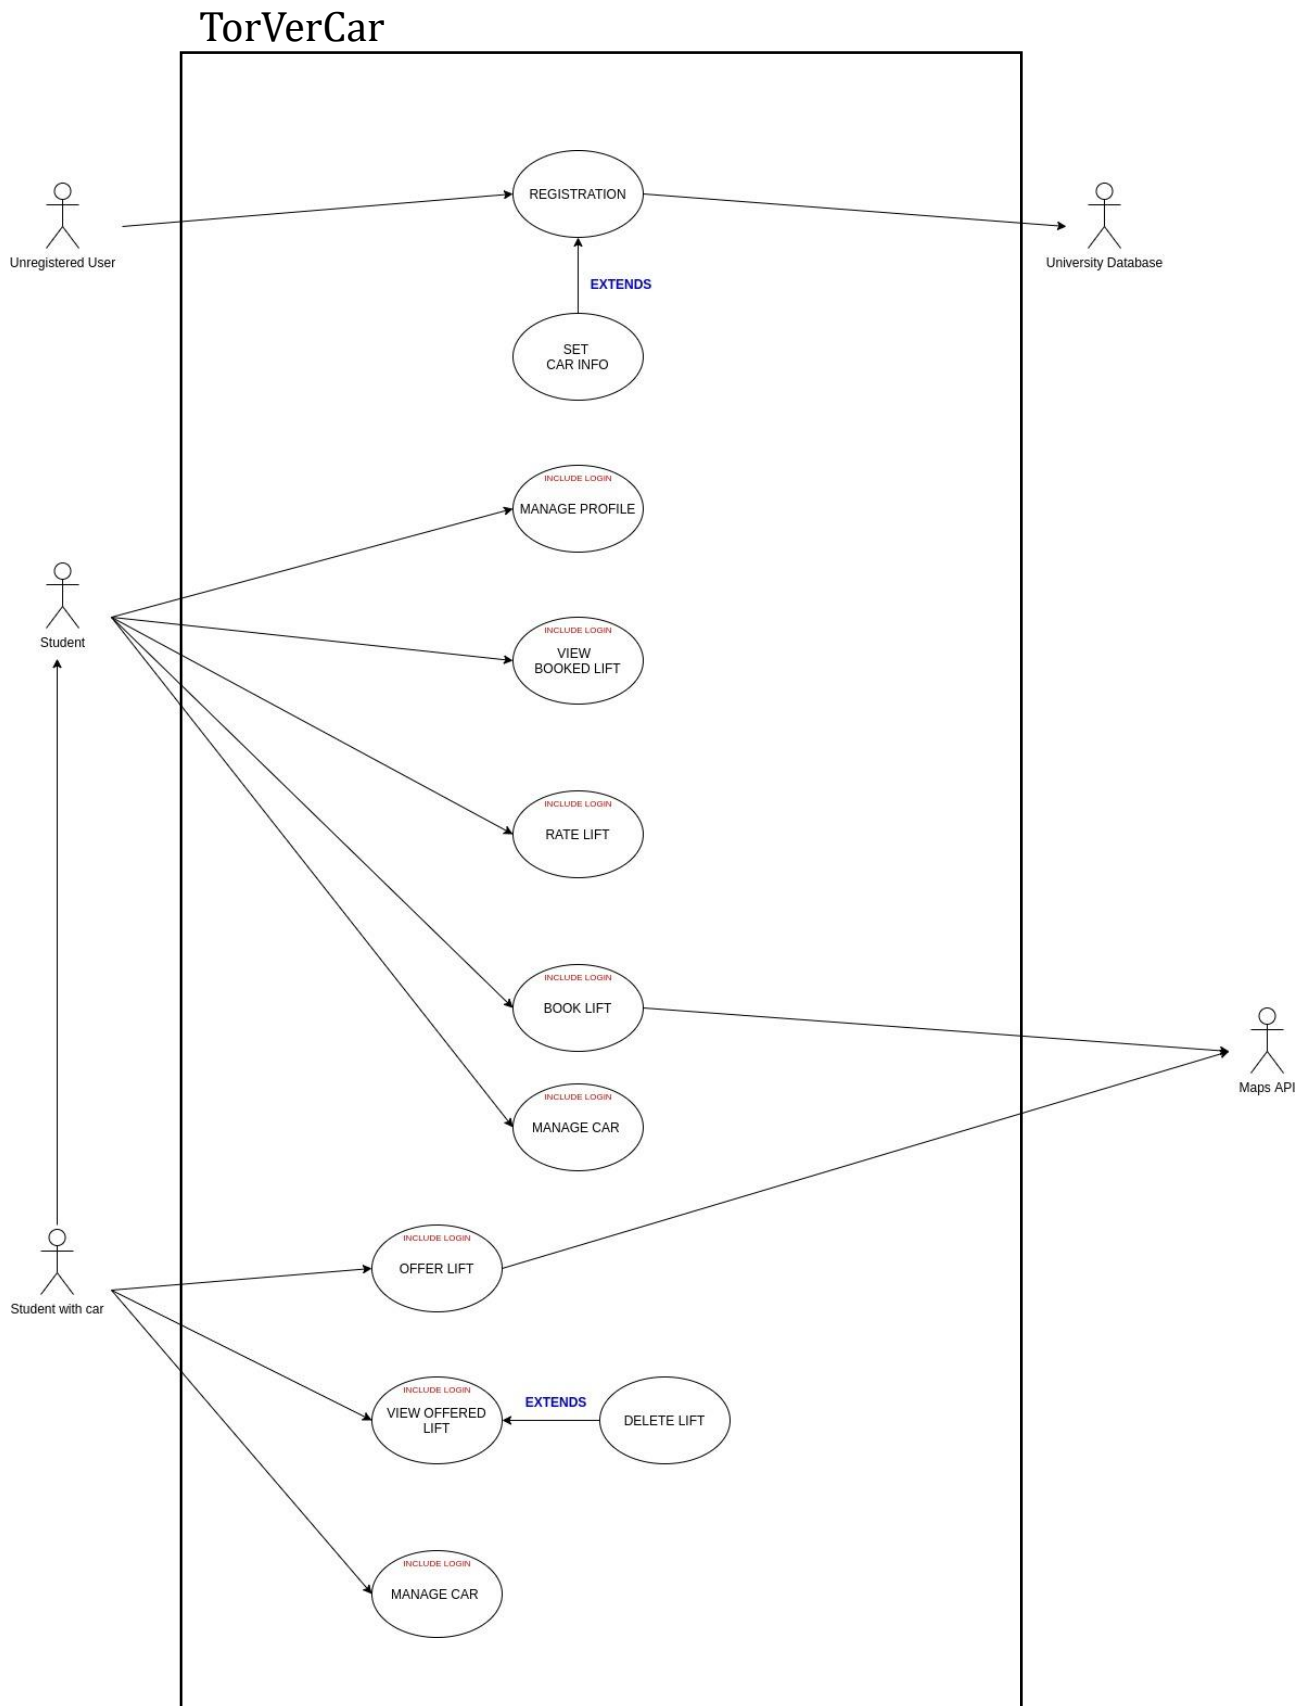 TorVerCar
REGISTRATION
Unregistered User
University Database
EXTENDS
SET
CAR INFO
INCLUDE LOGIN
MANAGE PROFILE
INCLUDE LOGIN
VIEW
BOOKED LIFT
Student
INCLUDE LOGIN
RATE LIFT
INCLUDE LOGIN
BOOK LIFT
Maps API
INCLUDE LOGIN
MANAGE CAR
INCLUDE LOGIN
OFFER LIFT
Student with car
INCLUDE LOGIN
VIEW OFFERED
LIFT
EXTENDS
DELETE LIFT
INCLUDE LOGIN
MANAGE CAR